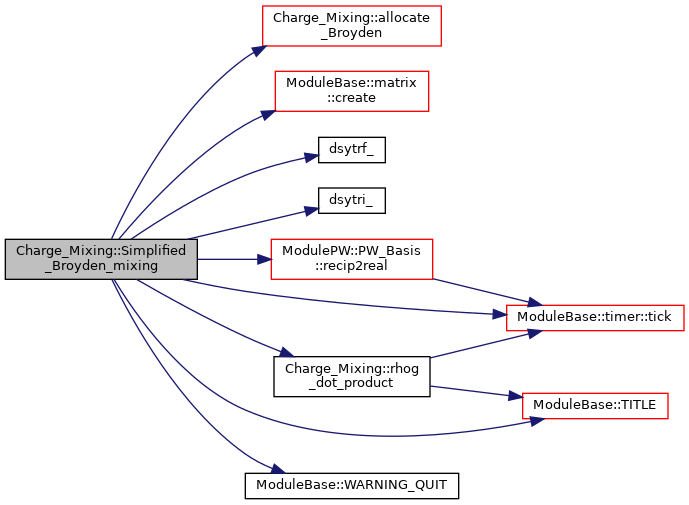 Charge_Mixing::allocate
_Broyden
ModuleBase::matrix
::create
dsytrf_
dsytri_
Charge_Mixing::Simplified
_Broyden_mixing
ModulePW::PW_Basis
::recip2real
ModuleBase::timer::tick
Charge_Mixing::rhog
_dot_product
ModuleBase::TITLE
ModuleBase::WARNING_QUIT